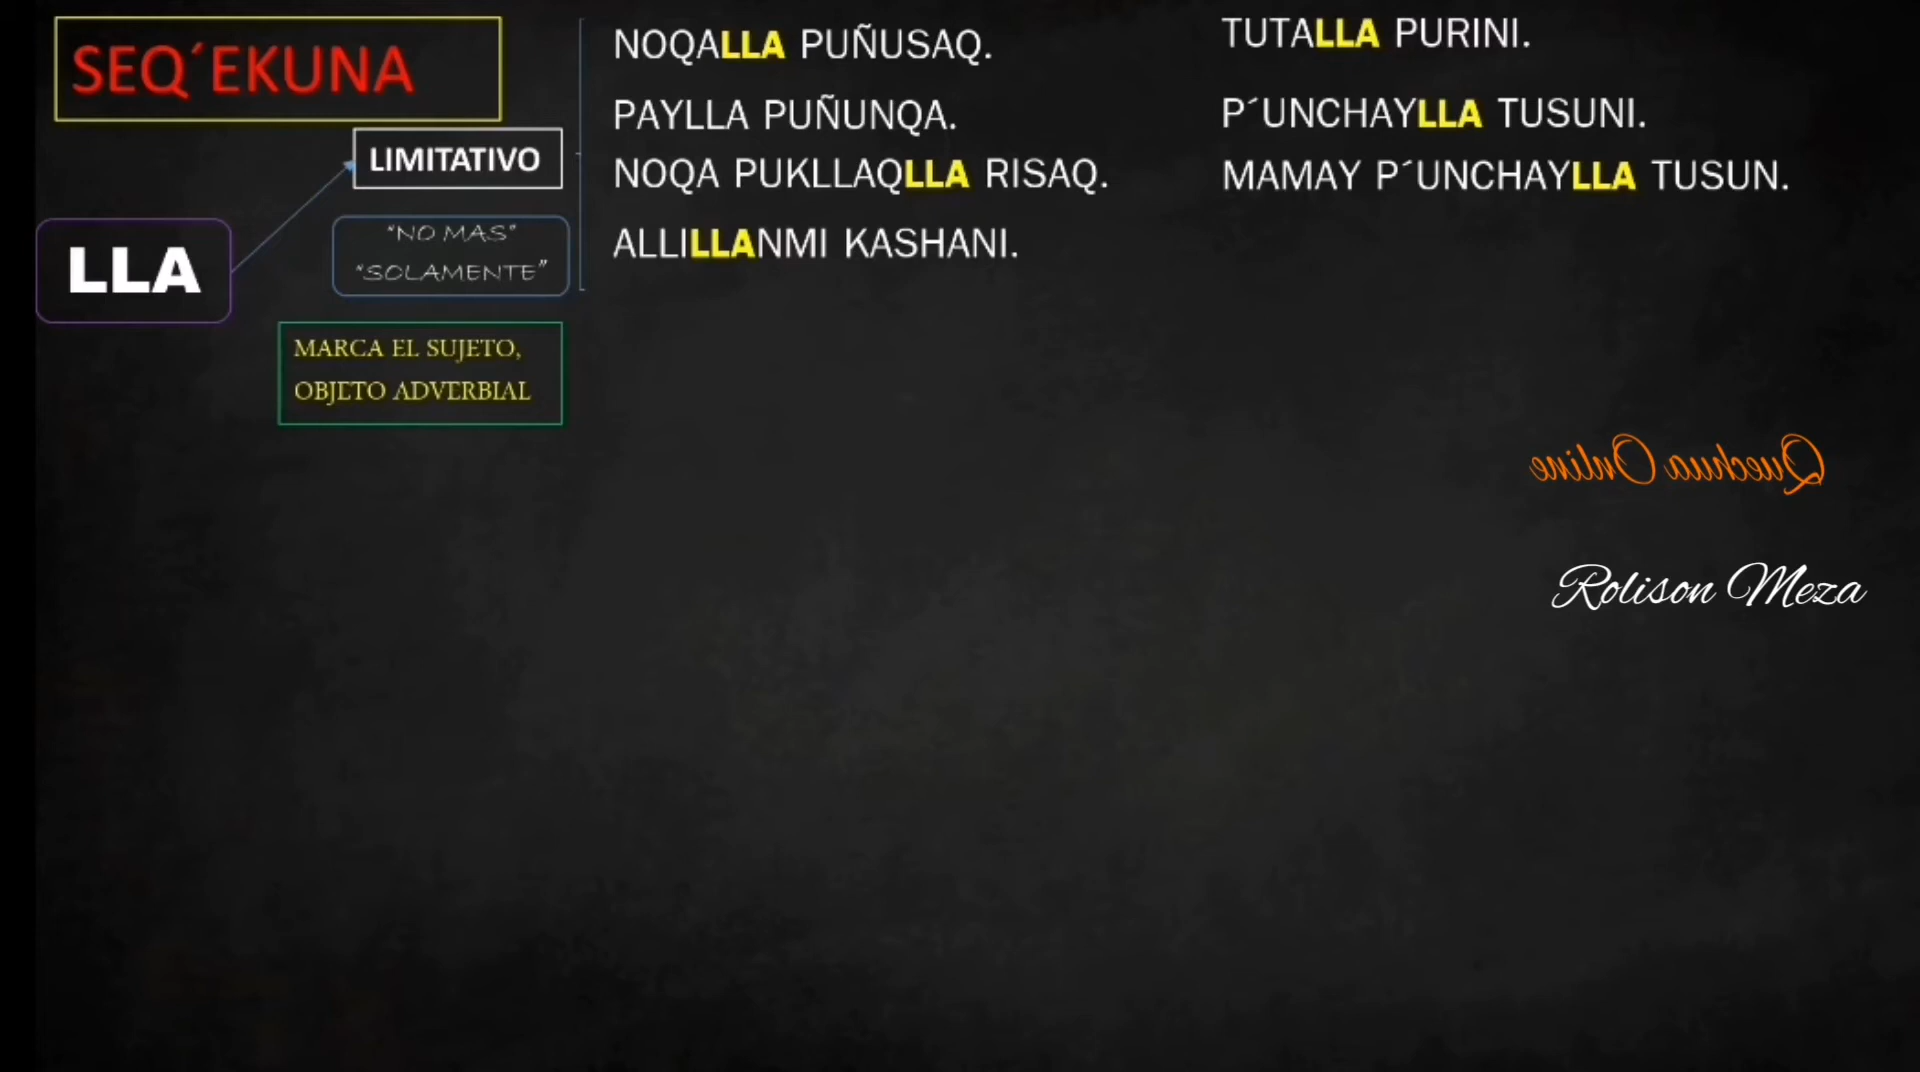 SEQ´EKUNA
LLA
LIMITATIVO
"NO MAS"
"SOLAMENTE"
MARCA EL SUJETO,
OBJETO ADVERBIAL
NOQALLA PUÑUSAQ.
PAYLLA PUÑUNQA.
NOQA PUKLLAQLLA RISAQ.
ALLILLANMI KASHANI.
TUTALLA PURINI.
P´UNCHAYLLA TUSUNI.
MAMAY P´UNCHAYLLA TUSUN.
Quechua Online
Rolison Meza